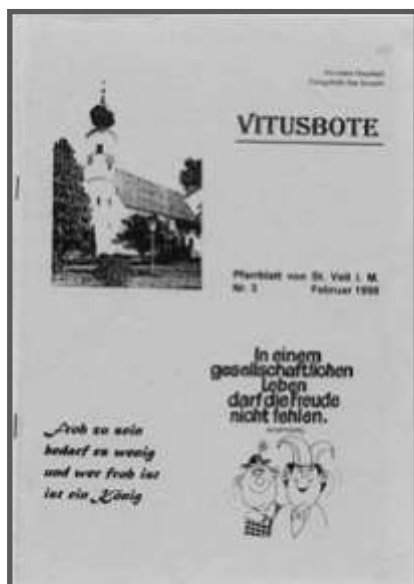 VITUSBOTE
Pfarrblatt von St. Veit i. M.
Nr. 3 Februar 1998
In einem
gesellschaftlichen
Leben
darf die Freude
nicht fehlen.
Froh zu sein
bedarf es wenig
und wer froh ist
ist ein König